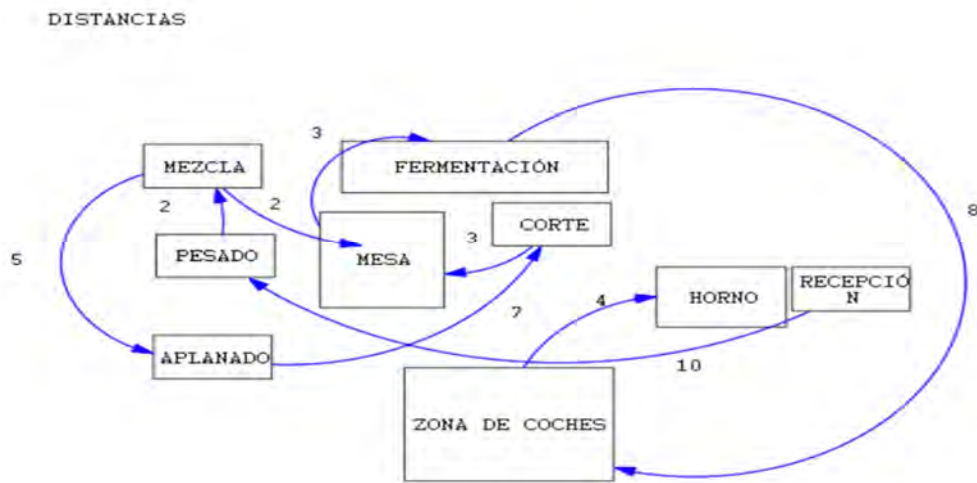 DISTANCIAS
3
MEZCLA
FERMENTACIÓN
2
2
8
CORTE
3
PESADO
MESA
5
4
HORNO
RECEPCIÓ
N
7
APLANADO
10
ZONA DE COCHES